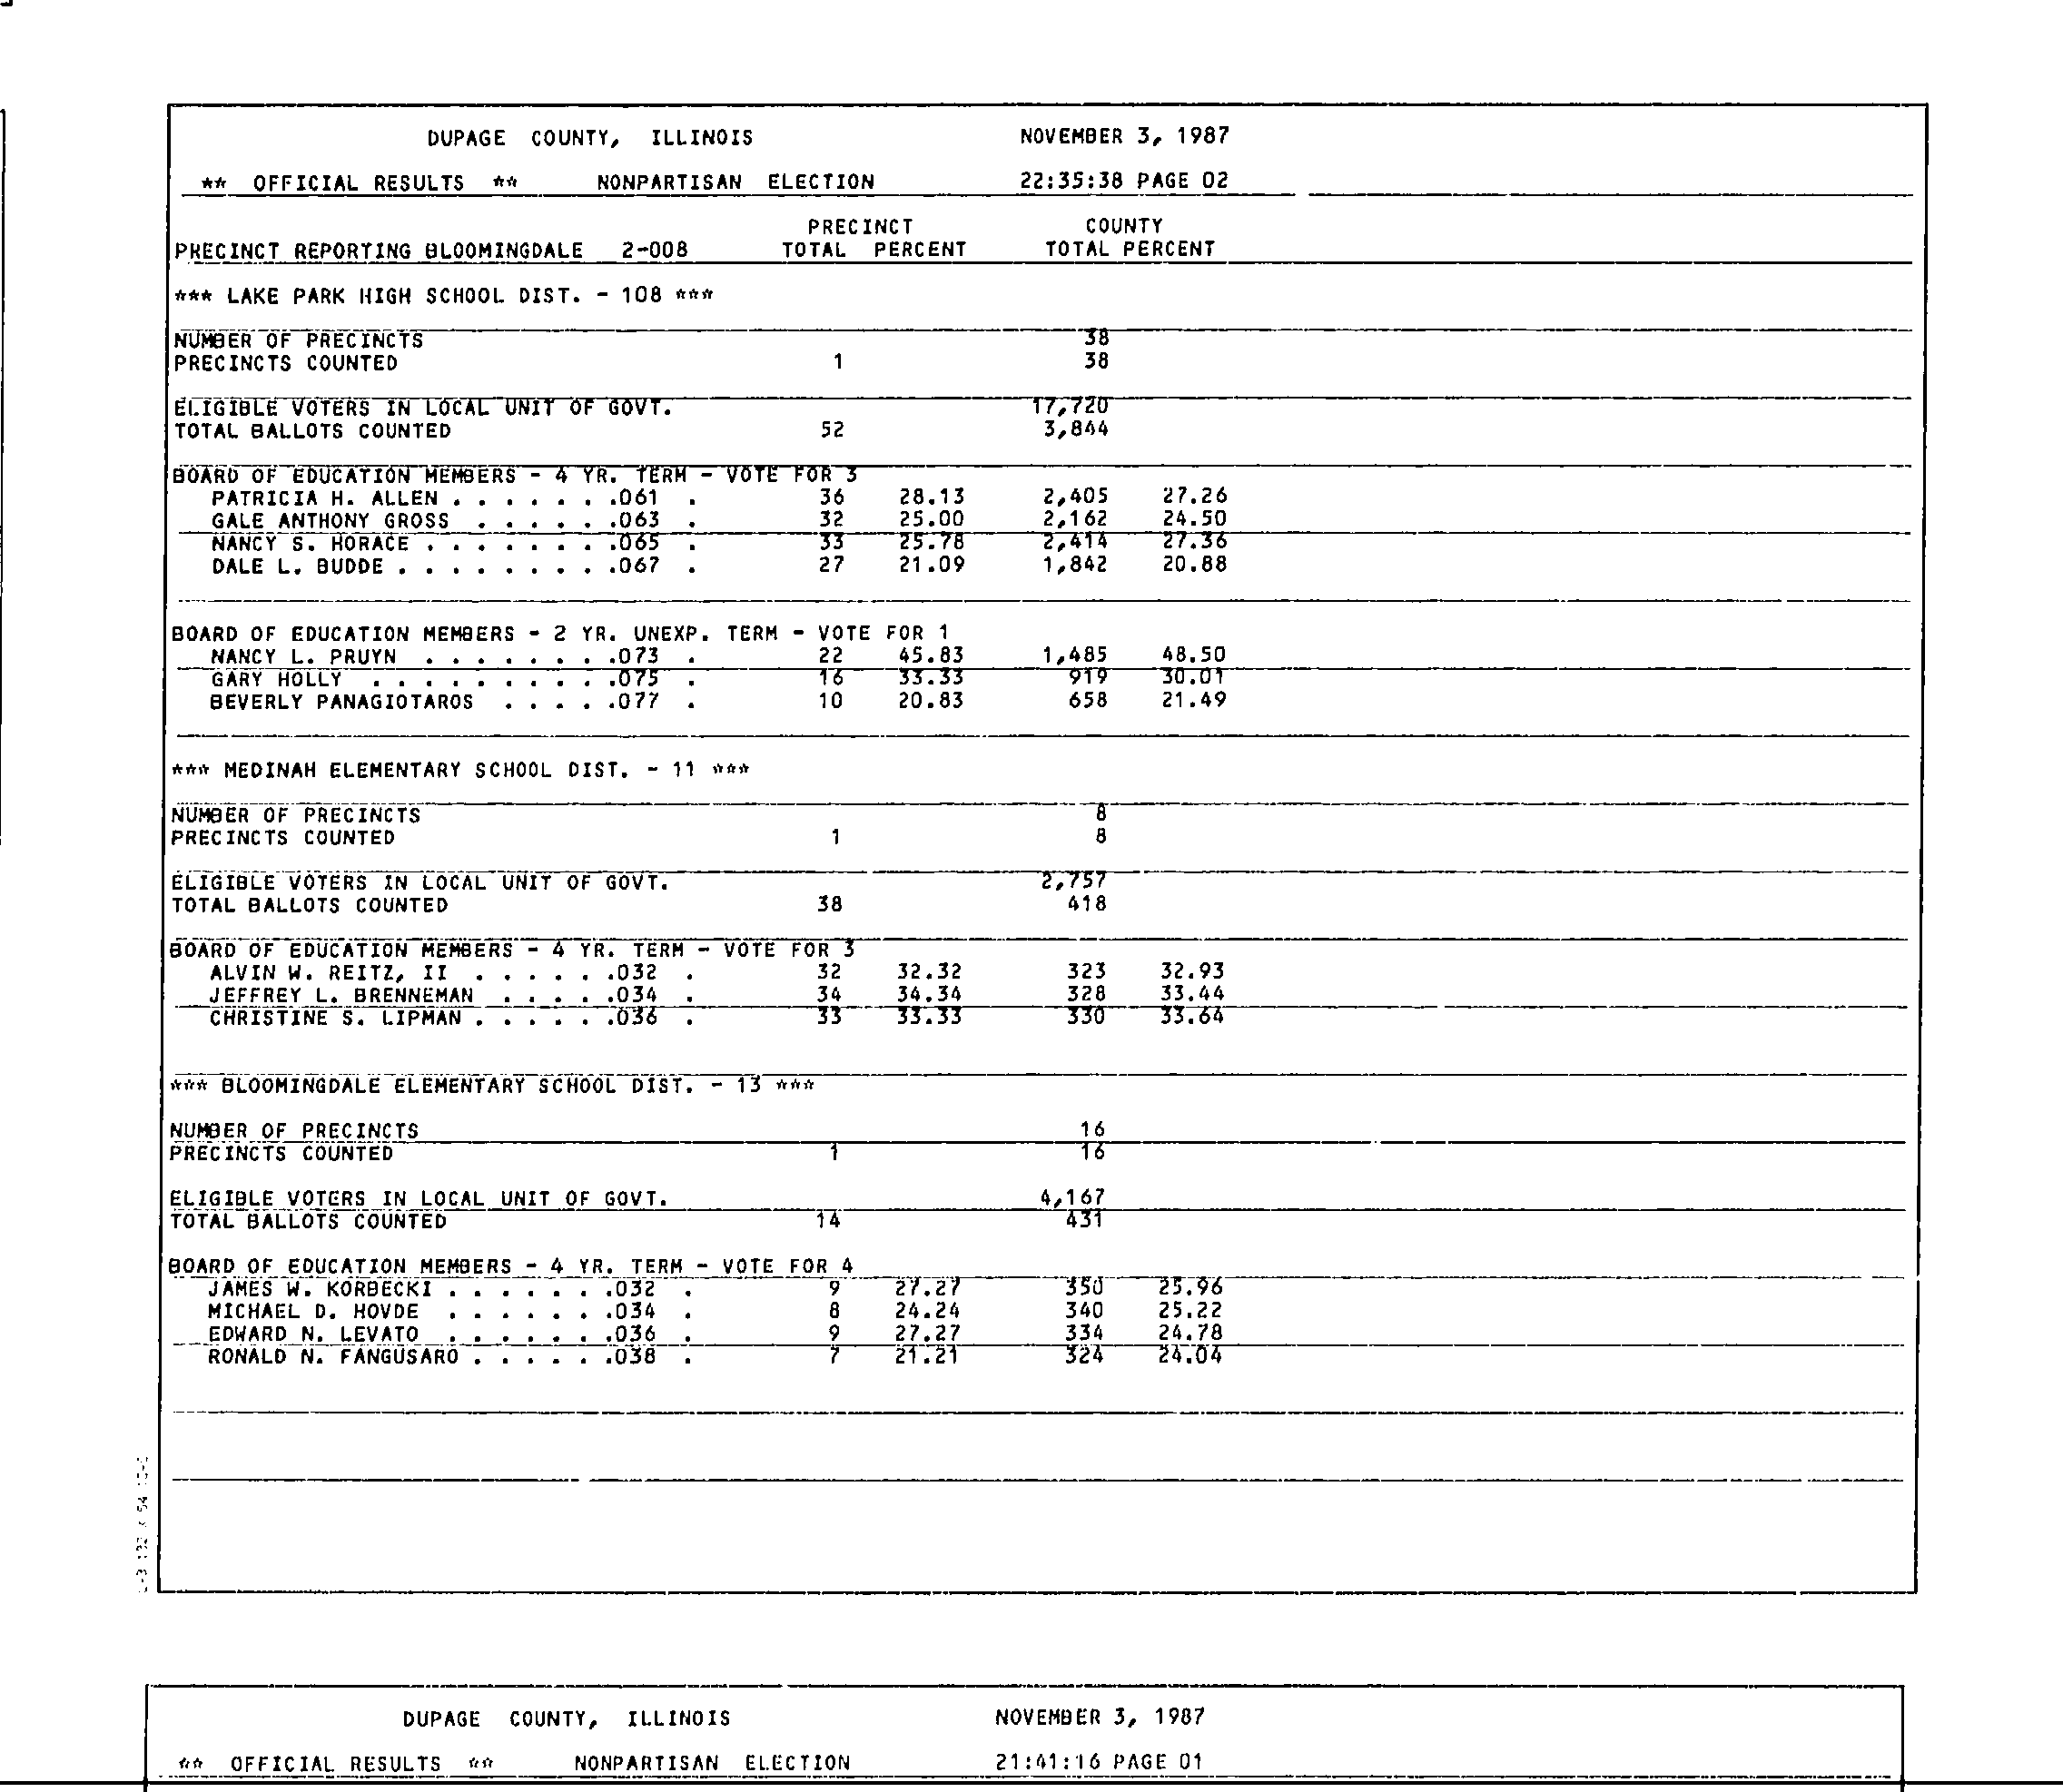 DUPAGE COUNTY, ILLINOIS NOVEMBER 3, 1987
** OFFICIAL RESULTS ** NONPARTISAN ELECTION 22:35:38 PAGE 02
PRECINCT COUNTY
PRECINCT REPORTING BLOOMINGDALE 2-008 TOTAL PERCENT TOTAL PERCENT
*** LAKE PARK HIGH SCHOOL DIST. - 108 ***
NUMBER OF PRECINCTS 38
PRECINCTS COUNTED 1 38
ELIGIBLE VOTERS IN LOCAL UNIT OF GOVT. 17,720
TOTAL BALLOTS COUNTED 52 3,844
BOARD OF EDUCATION MEMBERS - 4 YR. TERM - VOTE FOR 3
PATRICIA H. ALLEN . . . . . . .061 . 36 28.13 2,405 27.26
GALE ANTHONY GROSS . . . . . .063 . 32 25.00 2,162 24.50
NANCY S. HORACE . . . . . . . .065 . 33 25.78 2,414 27.36
DALE L. BUDDE . . . . . . . . .067 . 27 21.09 1,842 20.88
BOARD OF EDUCATION MEMBERS - 2 YR. UNEXP. TERM - VOTE FOR 1
NANCY L. PRUYN . . . . . . . .073 . 22 45.83 1,485 48.50
GARY HOLLY . . . . . . . . . .075 . 16 33.33 919 30.01
BEVERLY PANAGIOTAROS . . . . .077 . 10 20.83 658 21.49
*** MEDINAH ELEMENTARY SCHOOL DIST. - 11 ***
NUMBER OF PRECINCTS 8
PRECINCTS COUNTED 1 8
ELIGIBLE VOTERS IN LOCAL UNIT OF GOVT. 2,757
TOTAL BALLOTS COUNTED 38 418
BOARD OF EDUCATION MEMBERS - 4 YR. TERM - VOTE FOR 3
ALVIN W. REITZ, II . . . . . .032 . 32 32.32 323 32.93
JEFFREY L. BRENNEMAN . . . . .034 . 34 34.34 328 33.44
CHRISTINE S. LIPMAN . . . . . .036 . 33 33.33 330 33.64
*** BLOOMINGDALE ELEMENTARY SCHOOL DIST. - 13 ***
NUMBER OF PRECINCTS 16
PRECINCTS COUNTED 1 16
ELIGIBLE VOTERS IN LOCAL UNIT OF GOVT. 4,167
TOTAL BALLOTS COUNTED 14 431
BOARD OF EDUCATION MEMBERS - 4 YR. TERM - VOTE FOR 4
JAMES W. KORBECKI . . . . . . .032 . 9 27.27 350 25.96
MICHAEL D. HOVDE . . . . . . .034 . 8 24.24 340 25.22
EDWARD N. LEVATO . . . . . . .036 . 9 27.27 334 24.78
RONALD N. FANGUSARO . . . . . .038 . 7 21.21 324 24.04
DUPAGE COUNTY, ILLINOIS NOVEMBER 3, 1987
** OFFICIAL RESULTS ** NONPARTISAN ELECTION 21:41:16 PAGE 01